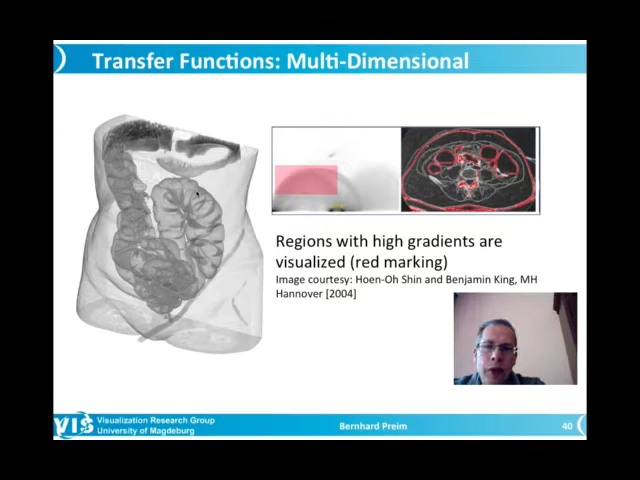 Transfer Functions: Multi-Dimensional
Regions with high gradients are
visualized (red marking)
Image courtesy: Hoen-Oh Shin and Benjamin King, MH
Hannover [2004]
VIS
Visualization Research Group
University of Magdeburg
Bernhard Preim
40